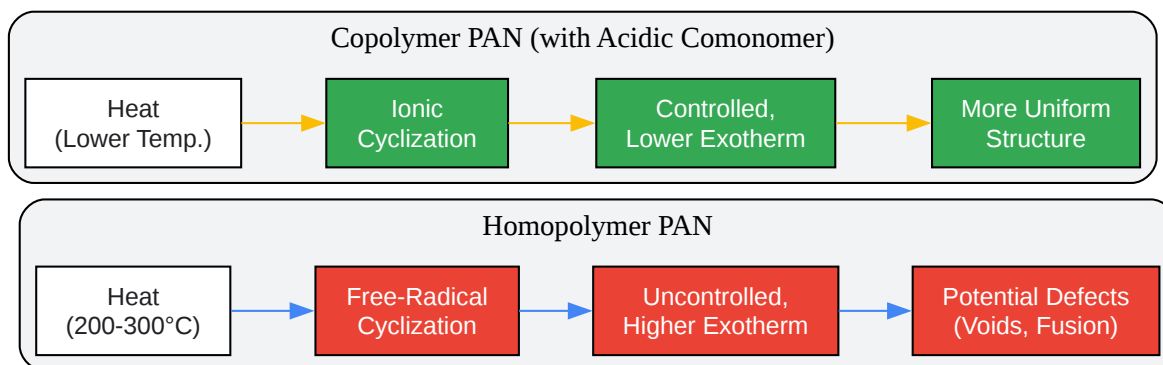 Copolymer PAN (with Acidic Comonomer)
Heat
(Lower Temp.)
Ionic
Cyclization
Controlled,
Lower Exotherm
More Uniform
Structure
Homopolymer PAN
Heat
(200-300°C)
Free-Radical
Cyclization
Uncontrolled,
Higher Exotherm
Potential Defects
(Voids, Fusion)